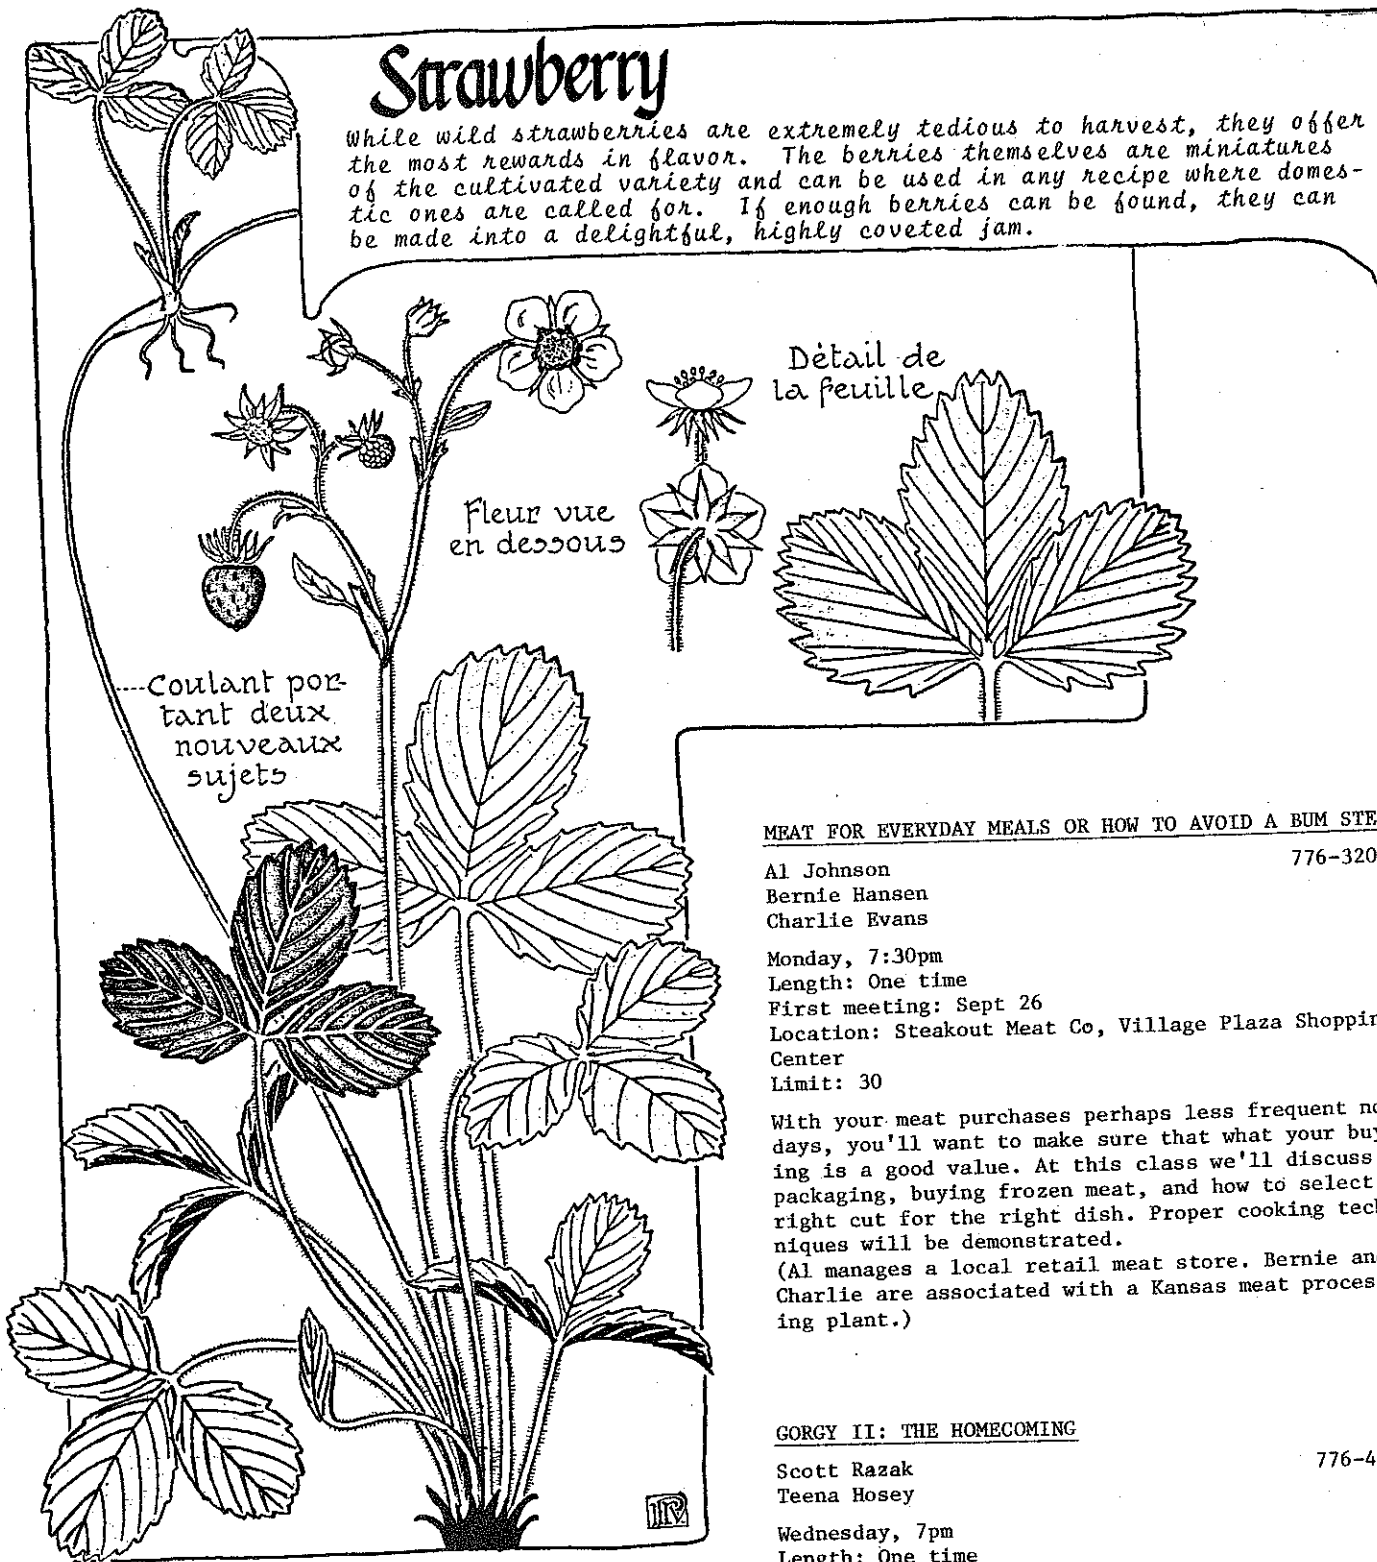 Strawberry
While wild strawberries are extremely tedious to harvest, they offer
the most rewards in flavor. The berries themselves are miniatures
of the cultivated variety and can be used in any recipe where domes-
tic ones are called for. If enough berries can be found, they can
be made into a delightful, highly coveted jam.
Détail de
la feuille
Fleur vue
en dessous
Coulant por-
tant deux
nouveaux
sujets
MEAT FOR EVERYDAY MEALS OR HOW TO AVOID A BUM STE
Al Johnson 776-320
Bernie Hansen
Charlie Evans
Monday, 7:30pm
Length: One time
First meeting: Sept 26
Location: Steakout Meat Co, Village Plaza Shoppin
Center
Limit: 30
With your meat purchases perhaps less frequent no
days, you'll want to make sure that what your buy
ing is a good value. At this class we'll discuss
packaging, buying frozen meat, and how to select
right cut for the right dish. Proper cooking tec
niques will be demonstrated.
(Al manages a local retail meat store. Bernie an
Charlie are associated with a Kansas meat proces
ing plant.)
GORGY II: THE HOMECOMING
Scott Razak 776-4
Teena Hosey
Wednesday, 7pm
Length: One time